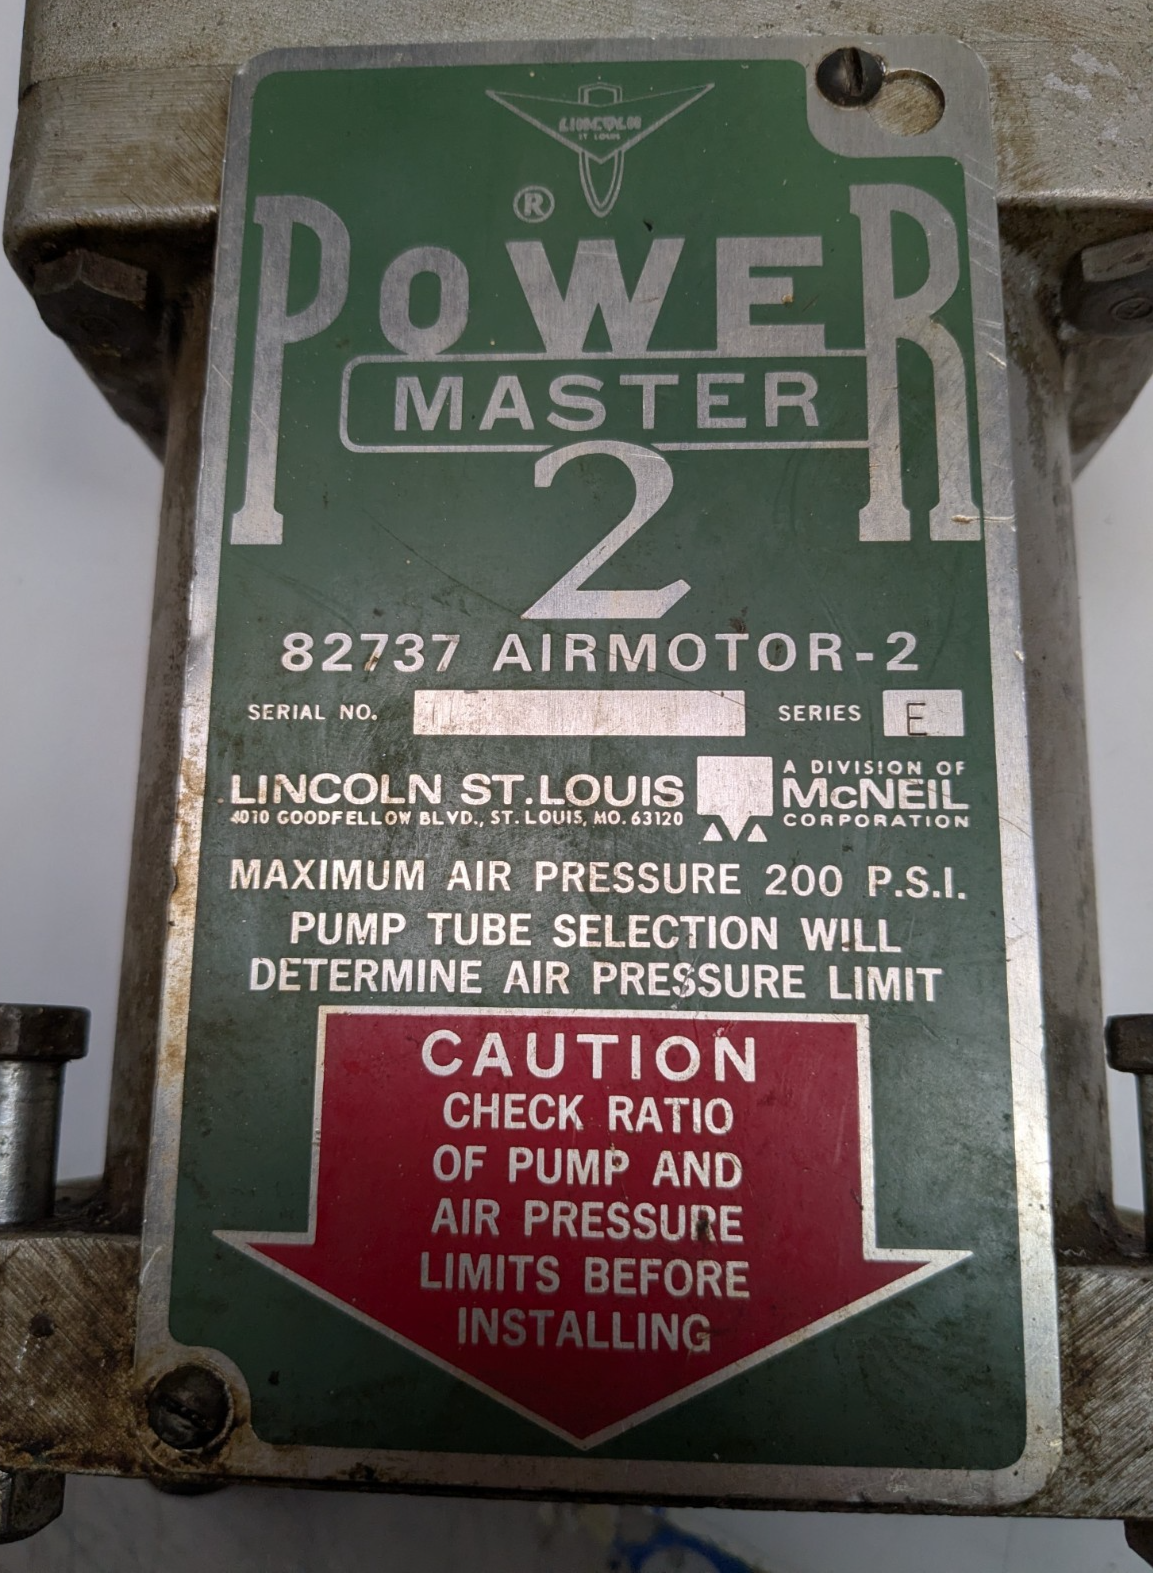 LINCOLN
ST LOUIS
®
POWER
MASTER
2
82737 AIRMOTOR-2
SERIAL NO.
SERIES E
LINCOLN ST. LOUIS
4010 GOODFELLOW BLVD., ST. LOUIS, MO. 63120
A DIVISION OF
McNEIL
CORPORATION
MAXIMUM AIR PRESSURE 200 P.S.I.
PUMP TUBE SELECTION WILL
DETERMINE AIR PRESSURE LIMIT
CAUTION
CHECK RATIO
OF PUMP AND
AIR PRESSURE
LIMITS BEFORE
INSTALLING